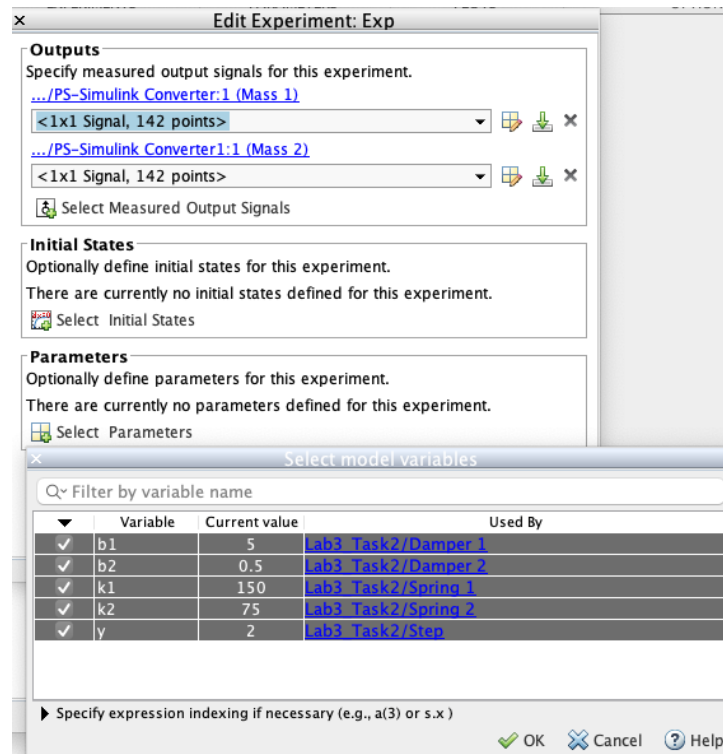 Edit Experiment: Exp
Outputs
Specify measured output signals for this experiment.
.../PS-Simulink Converter:1 (Mass 1)
<1x1 Signal, 142 points>
.../PS-Simulink Converter1:1 (Mass 2)
<1x1 Signal, 142 points>
Select Measured Output Signals
Initial States
Optionally define initial states for this experiment.
There are currently no initial states defined for this experiment.
Select Initial States
Parameters
Optionally define parameters for this experiment.
There are currently no parameters defined for this experiment.
Select Parameters
Select model variables
Filter by variable name
Variable Current value Used By
b1 5 Lab3_Task2/Damper 1
b2 0.5 Lab3_Task2/Damper 2
k1 150 Lab3_Task2/Spring 1
k2 75 Lab3_Task2/Spring 2
y 2 Lab3_Task2/Step
Specify expression indexing if necessary (e.g., a(3) or s.x )
OK Cancel Help